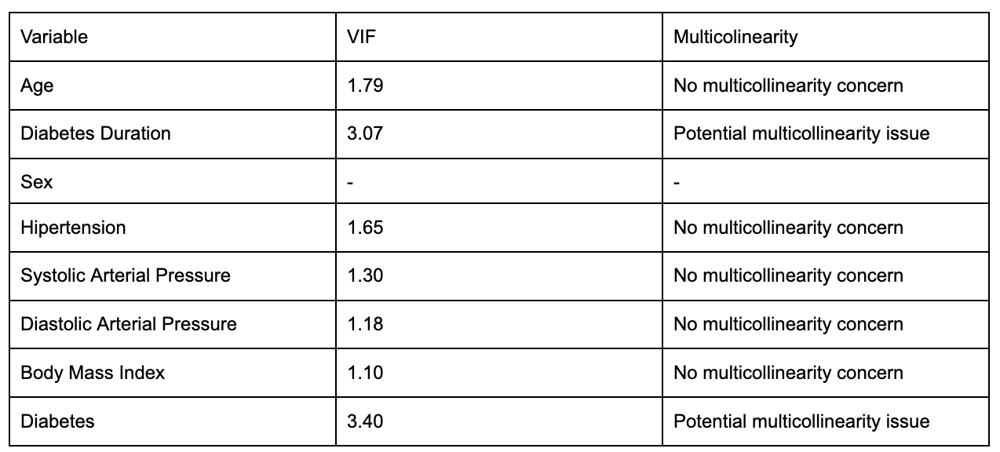 Variable VIF Multicolinearity
Age 1.79 No multicollinearity concern
Diabetes Duration 3.07 Potential multicollinearity issue
Sex - -
Hipertension 1.65 No multicollinearity concern
Systolic Arterial Pressure 1.30 No multicollinearity concern
Diastolic Arterial Pressure 1.18 No multicollinearity concern
Body Mass Index 1.10 No multicollinearity concern
Diabetes 3.40 Potential multicollinearity issue